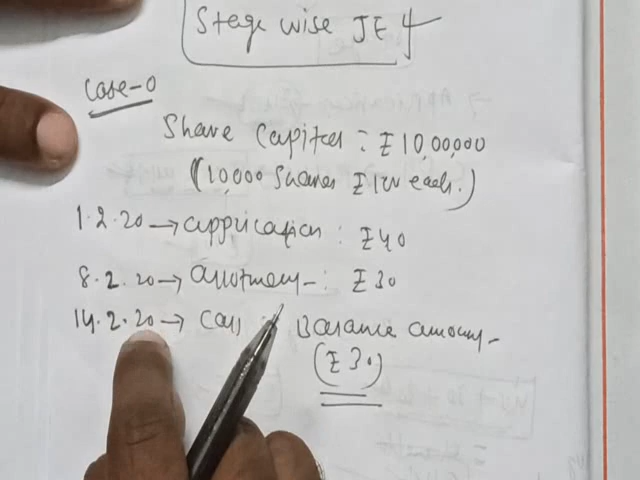 Stage wise JE 4
Case-0
Share Capital : ₹10,00,000
(10,000 Shares ₹100 each.)
1.2.20 → application : ₹40
8.2.20 → allotment : ₹30
14.2.20 → Call : Balance amount
(₹30)